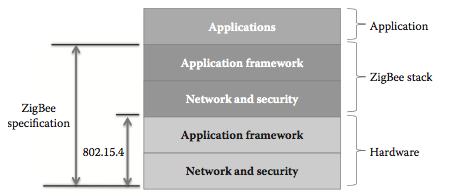 Applications
Application
Application framework
ZigBee stack
Network and security
ZigBee
specification
802.15.4
Application framework
Hardware
Network and security